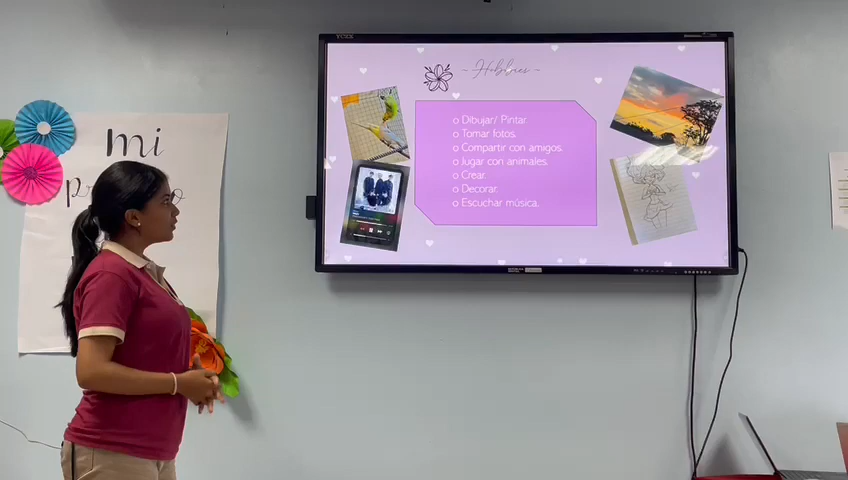 mi
- Hobbies -
o Dibujar/ Pintar.
o Tomar fotos.
o Compartir con amigos.
o Jugar con animales.
o Crear.
o Decorar.
o Escuchar música.